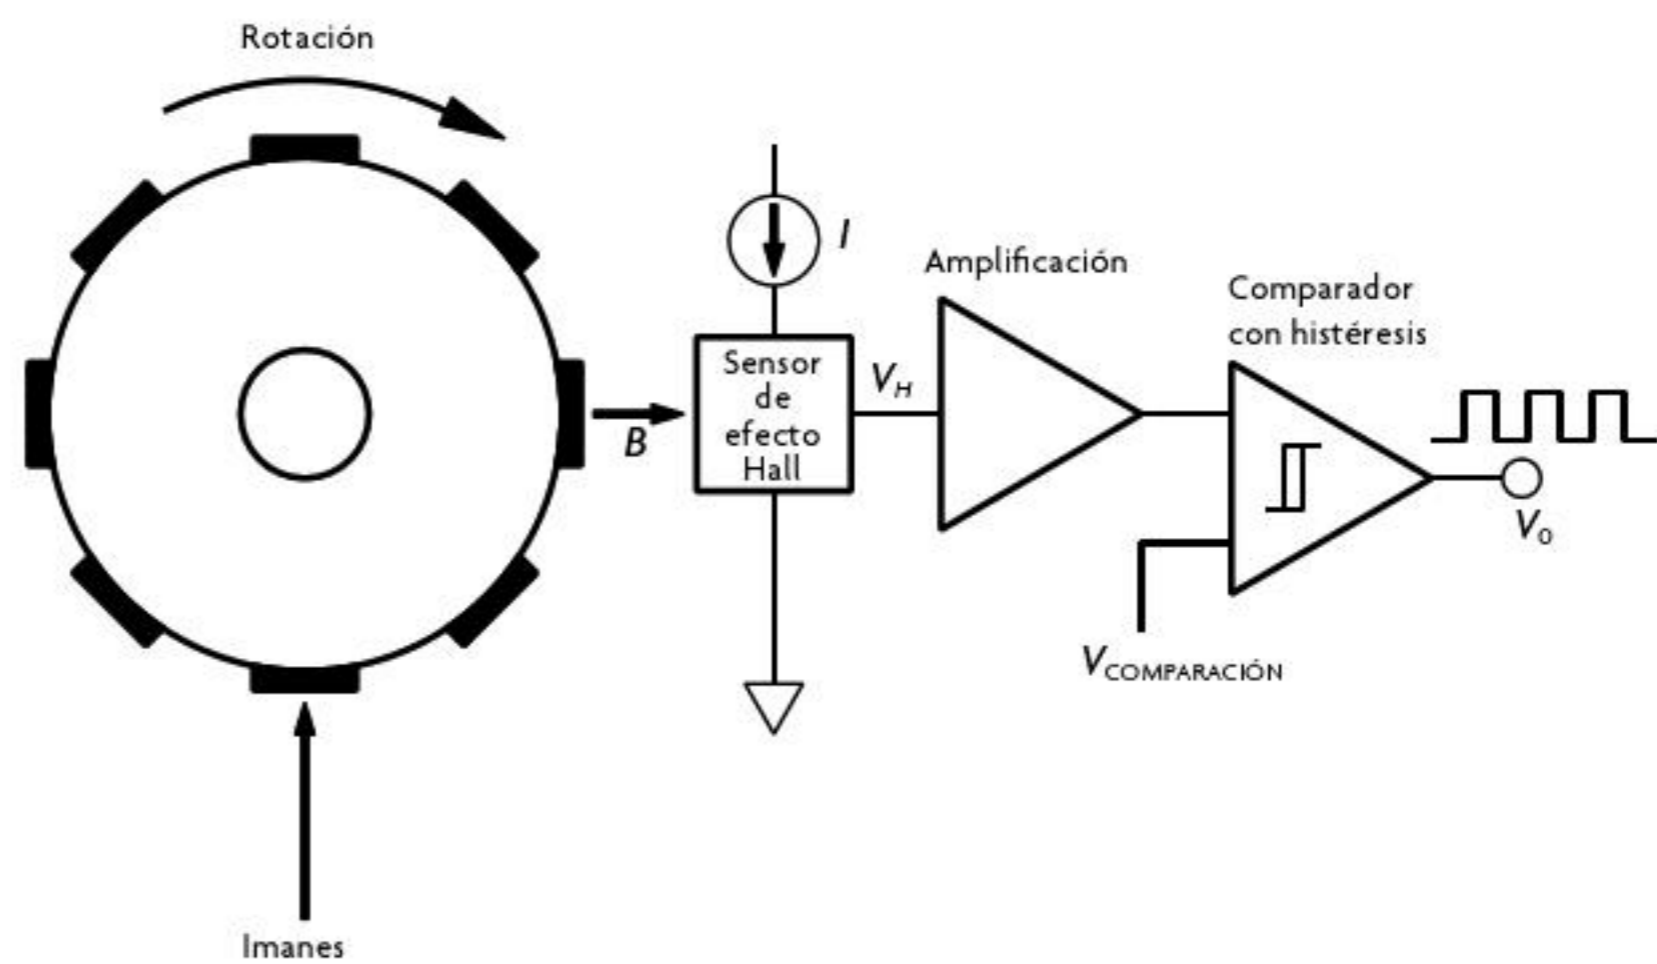 Rotación
I
Amplificación
Comparador
con histéresis
Sensor
de
efecto
Hall
V_H
B
V_0
V_COMPARACIÓN
Imanes